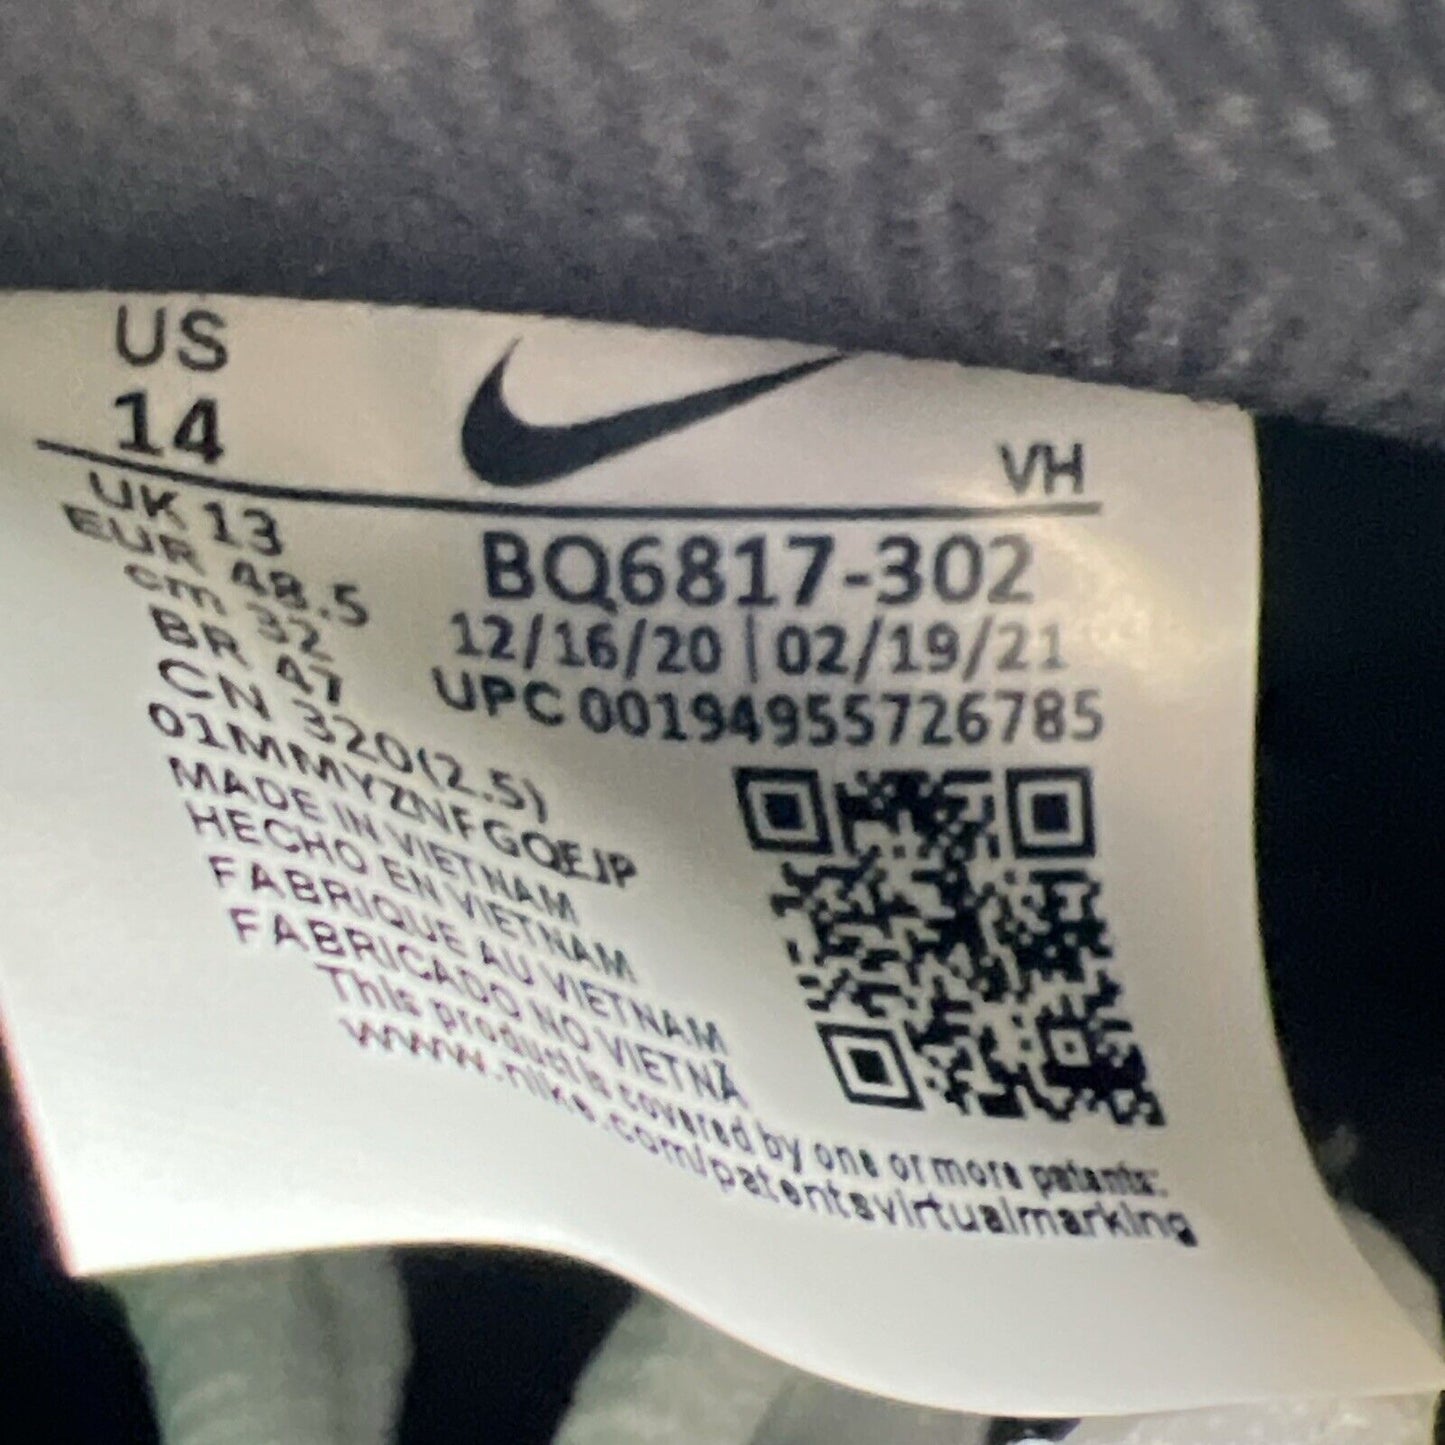 US
14
VH
UK 13
EUR 48.5
cm 32
BR 47
CN 320(2.5)
BQ6817-302
12/16/20 | 02/19/21
UPC 00194955726785
01MMYZNFGQEJP
MADE IN VIETNAM
HECHO EN VIETNAM
FABRIQUE AU VIETNAM
FABRICADO NO VIETNÃ
This product is covered by one or more patents:
www.nike.com/patentsvirtualmarking